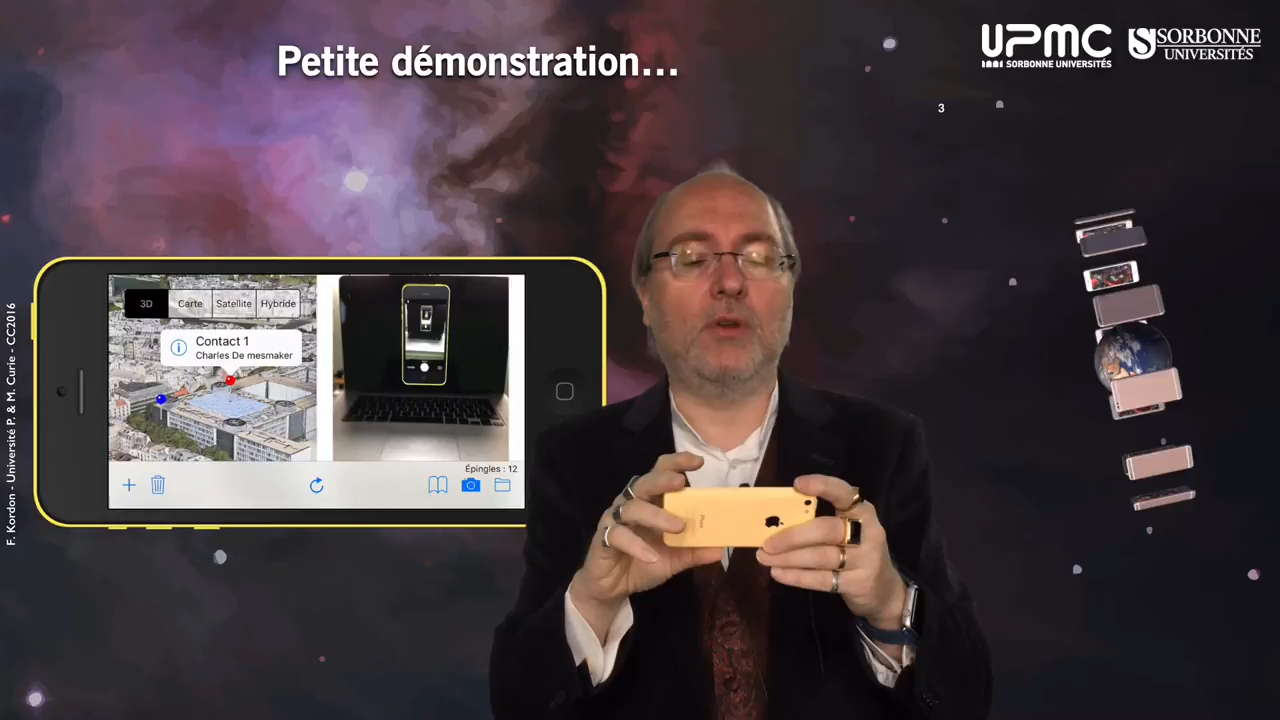 Petite démonstration...
UPMC
SORBONNE UNIVERSITÉS
SORBONNE
UNIVERSITÉS
3
3D
Carte
Satellite
Hybride
Contact 1
Charles De mesmaker
Épingles : 12
F. Kordon - Université P. & M. Curie - CC2016